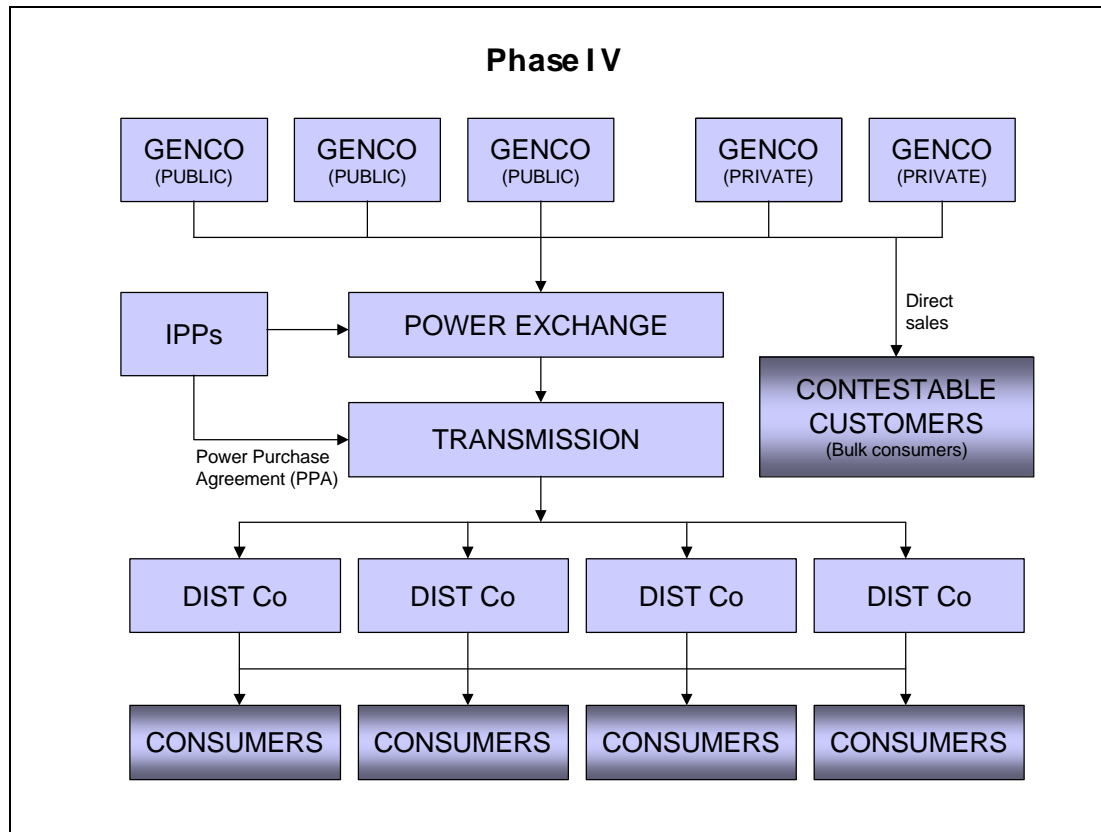 Phase IV
GENCO
(PUBLIC)
GENCO
(PUBLIC)
GENCO
(PUBLIC)
GENCO
(PRIVATE)
GENCO
(PRIVATE)
IPPs
POWER EXCHANGE
Direct
sales
CONTESTABLE
CUSTOMERS
(Bulk consumers)
TRANSMISSION
Power Purchase
Agreement (PPA)
DIST Co
DIST Co
DIST Co
DIST Co
CONSUMERS
CONSUMERS
CONSUMERS
CONSUMERS